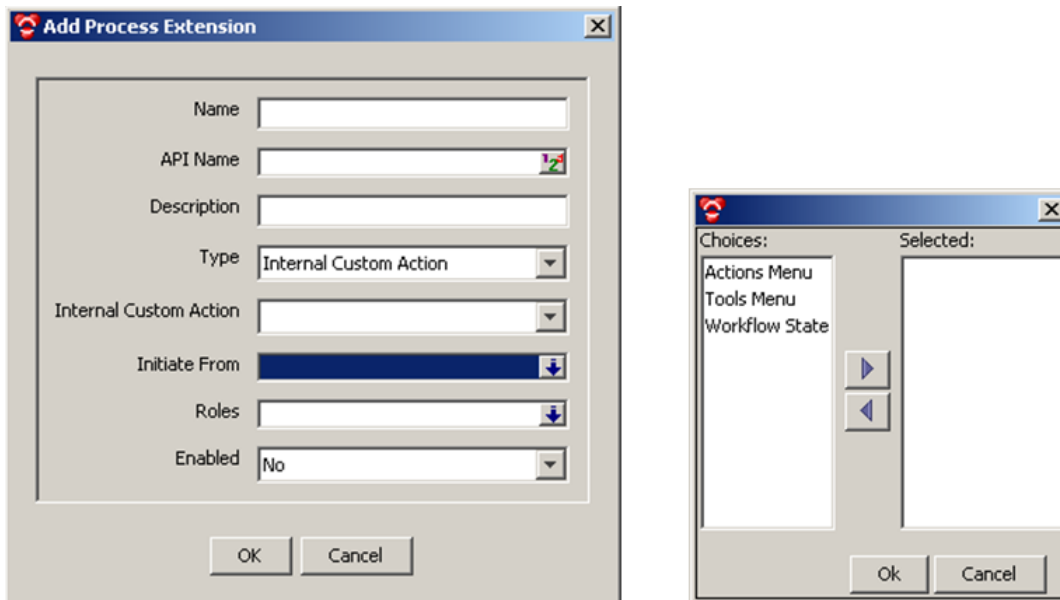 Add Process Extension
Name
API Name
Description
Type
Internal Custom Action
Internal Custom Action
Initiate From
Roles
Enabled
No
OK
Cancel
Choices:
Selected:
Actions Menu
Tools Menu
Workflow State
Ok
Cancel